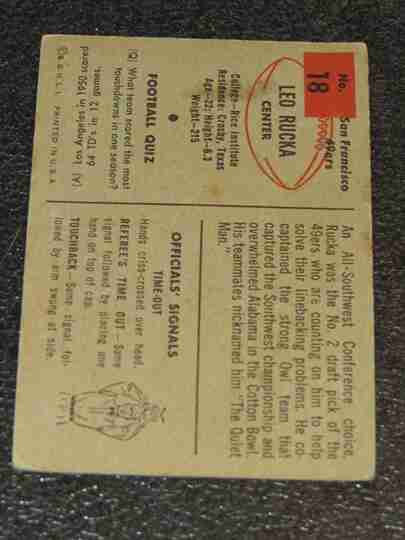 No.
18
San Francisco
49ers
LEO RUCKA
CENTER
College—Rice Institute
Residence: Crosby, Texas
Age—22; Height—6.3
Weight—215
An All-Southwest Conference choice,
Rucka was the No. 2 draft pick of the
49ers who are counting on him to help
solve their linebacking problems. He co-
captained the strong Owl team that
captured the Southwest championship and
overwhelmed Alabama in the Cotton Bowl.
His teammates nicknamed him "The Quiet
Man."
FOOTBALL QUIZ
(Q). What team scored the most
touchdowns in one season?
(A). Los Angeles in 1950 scored
64 TD's in 12 games.
©B.G.H.L.I. PRINTED IN U.S.A.
OFFICIALS' SIGNALS
TIME-OUT
Hands criss-crossed over head.
REFEREE'S TIME OUT — Same
signal followed by placing one
hand on top of cap.
TOUCHBACK: Same signal fol-
lowed by arm swung at side.